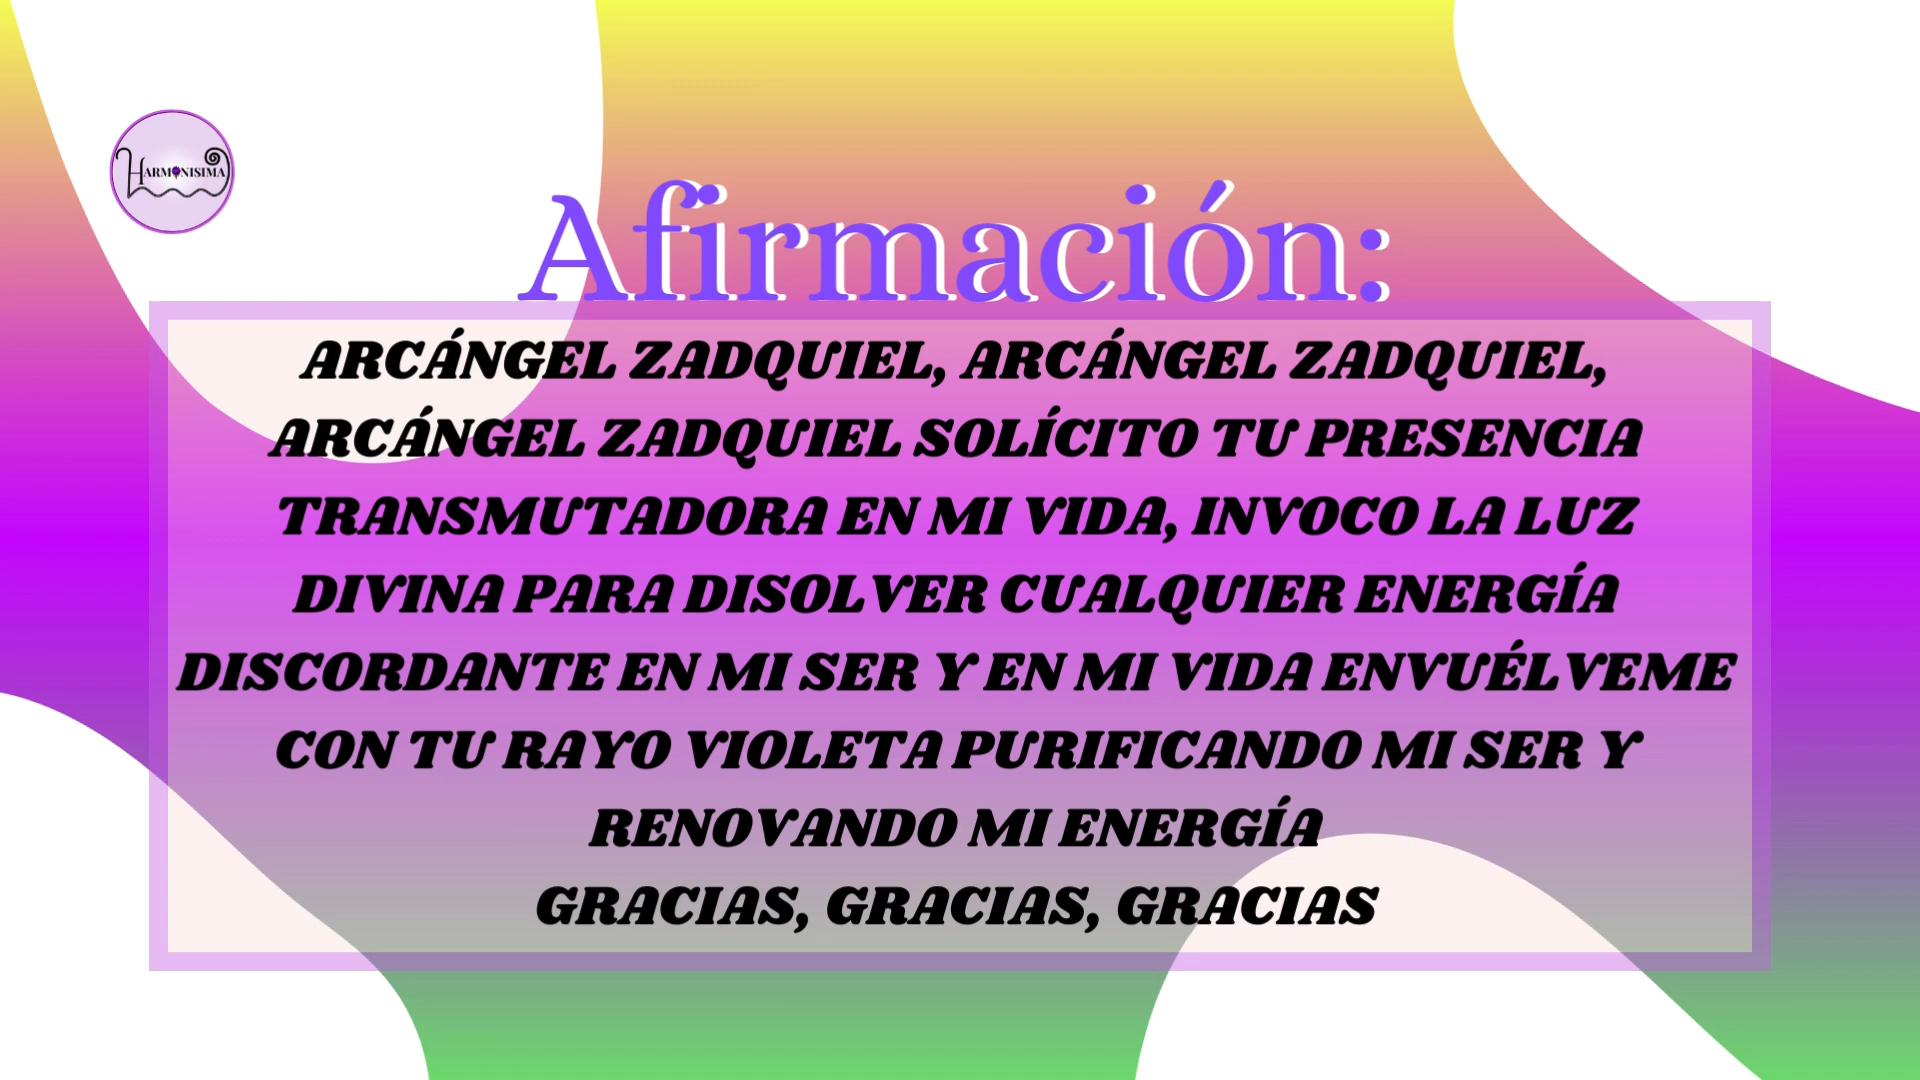 HARMONISIMA
Afirmación:
ARCÁNGEL ZADQUIEL, ARCÁNGEL ZADQUIEL,
ARCÁNGEL ZADQUIEL SOLÍCITO TU PRESENCIA
TRANSMUTADORA EN MI VIDA, INVOCO LA LUZ
DIVINA PARA DISOLVER CUALQUIER ENERGÍA
DISCORDANTE EN MI SER Y EN MI VIDA ENVUÉLVEME
CON TU RAYO VIOLETA PURIFICANDO MI SER Y
RENOVANDO MI ENERGÍA
GRACIAS, GRACIAS, GRACIAS